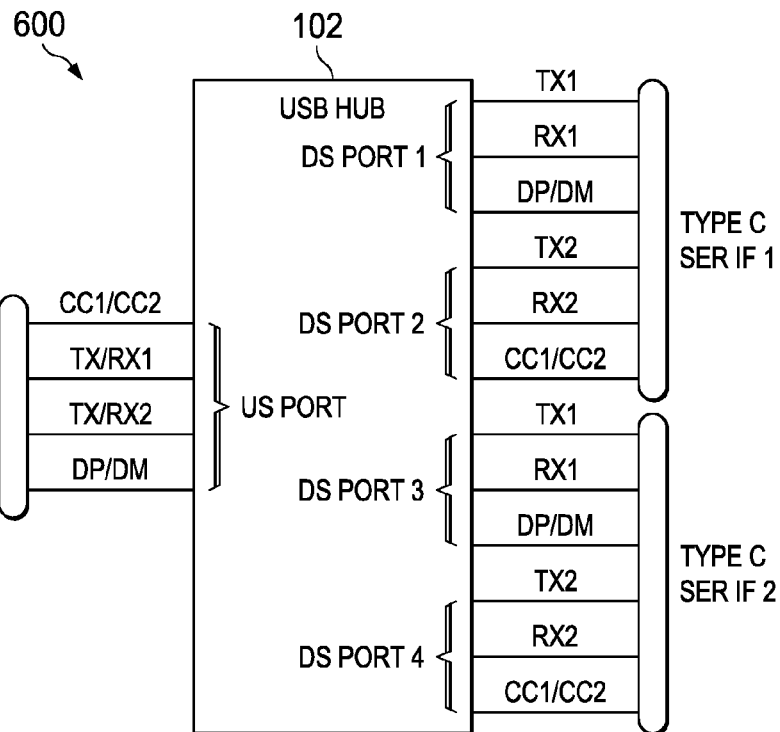 600
102
USB HUB
DS PORT 1
TX1
RX1
DP/DM
DS PORT 2
TX2
RX2
CC1/CC2
TYPE C
SER IF 1
CC1/CC2
TX/RX1
TX/RX2
DP/DM
US PORT
DS PORT 3
TX1
RX1
DP/DM
DS PORT 4
TX2
RX2
CC1/CC2
TYPE C
SER IF 2